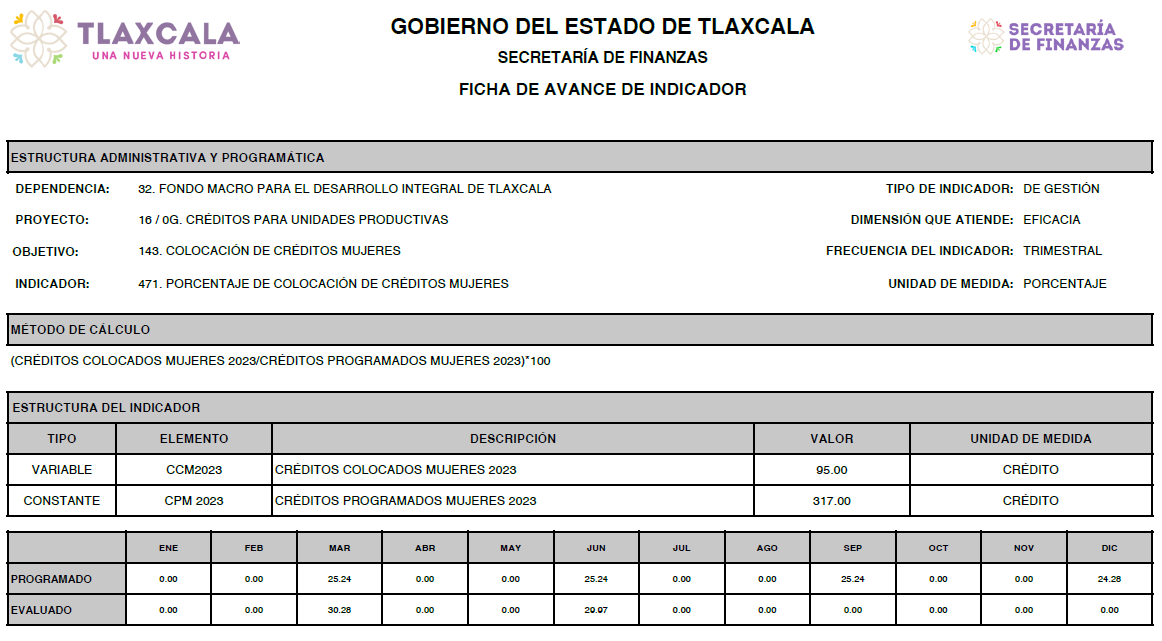 TLAXCALA
UNA NUEVA HISTORIA
GOBIERNO DEL ESTADO DE TLAXCALA
SECRETARÍA DE FINANZAS
FICHA DE AVANCE DE INDICADOR
SECRETARÍA
DE FINANZAS
ESTRUCTURA ADMINISTRATIVA Y PROGRAMÁTICA
DEPENDENCIA: 32. FONDO MACRO PARA EL DESARROLLO INTEGRAL DE TLAXCALA TIPO DE INDICADOR: DE GESTIÓN
PROYECTO: 16 / 0G. CRÉDITOS PARA UNIDADES PRODUCTIVAS DIMENSIÓN QUE ATIENDE: EFICACIA
OBJETIVO: 143. COLOCACIÓN DE CRÉDITOS MUJERES FRECUENCIA DEL INDICADOR: TRIMESTRAL
INDICADOR: 471. PORCENTAJE DE COLOCACIÓN DE CRÉDITOS MUJERES UNIDAD DE MEDIDA: PORCENTAJE
MÉTODO DE CÁLCULO
(CRÉDITOS COLOCADOS MUJERES 2023/CRÉDITOS PROGRAMADOS MUJERES 2023)*100
ESTRUCTURA DEL INDICADOR
TIPO ELEMENTO DESCRIPCIÓN VALOR UNIDAD DE MEDIDA
VARIABLE CCM2023 CRÉDITOS COLOCADOS MUJERES 2023 95.00 CRÉDITO
CONSTANTE CPM 2023 CRÉDITOS PROGRAMADOS MUJERES 2023 317.00 CRÉDITO
ENE FEB MAR ABR MAY JUN JUL AGO SEP OCT NOV DIC
PROGRAMADO 0.00 0.00 25.24 0.00 0.00 25.24 0.00 0.00 25.24 0.00 0.00 24.28
EVALUADO 0.00 0.00 30.28 0.00 0.00 29.97 0.00 0.00 0.00 0.00 0.00 0.00